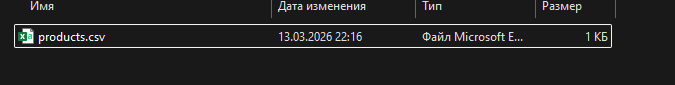 Имя Дата изменения Тип Размер
products.csv 13.03.2026 22:16 Файл Microsoft E... 1 КБ